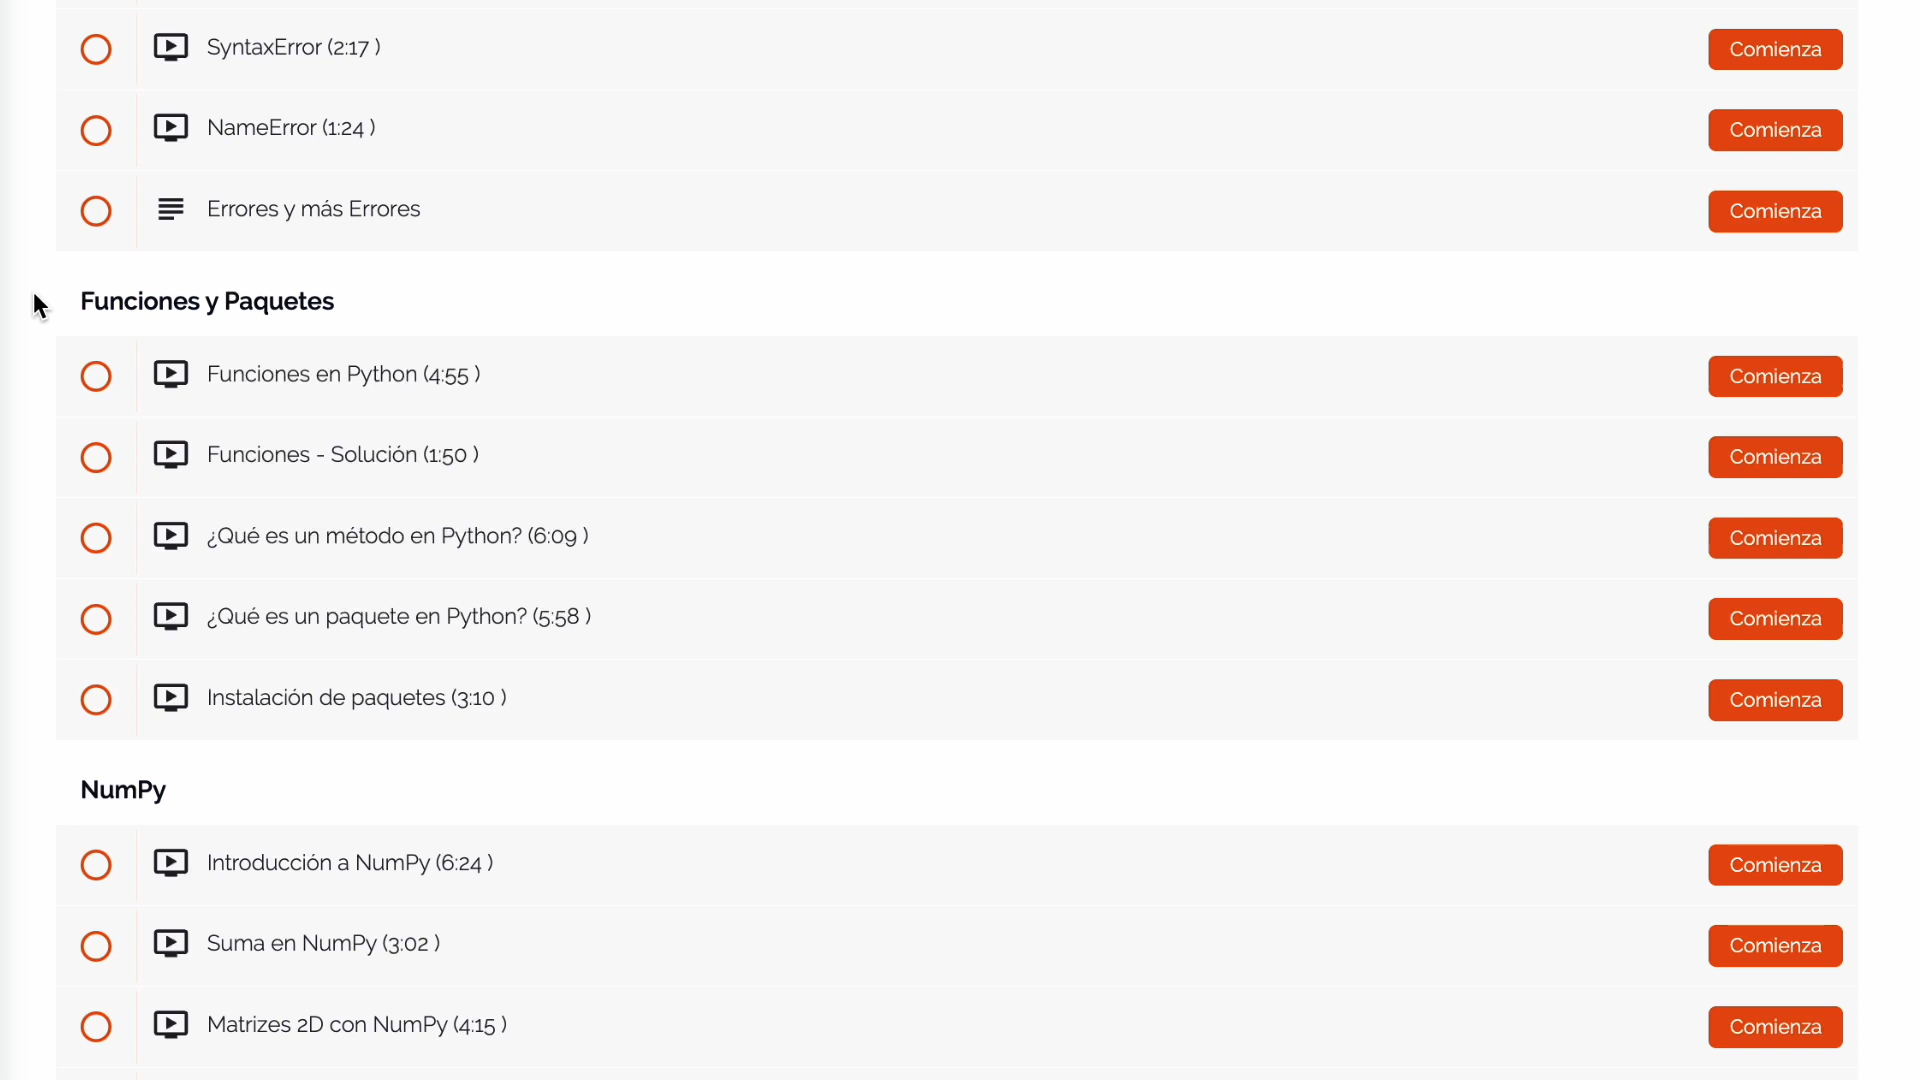 SyntaxError (2:17 )
Comienza
NameError (1:24 )
Comienza
Errores y más Errores
Comienza
Funciones y Paquetes
Funciones en Python (4:55 )
Comienza
Funciones - Solución (1:50 )
Comienza
¿Qué es un método en Python? (6:09 )
Comienza
¿Qué es un paquete en Python? (5:58 )
Comienza
Instalación de paquetes (3:10 )
Comienza
NumPy
Introducción a NumPy (6:24 )
Comienza
Suma en NumPy (3:02 )
Comienza
Matrizes 2D con NumPy (4:15 )
Comienza